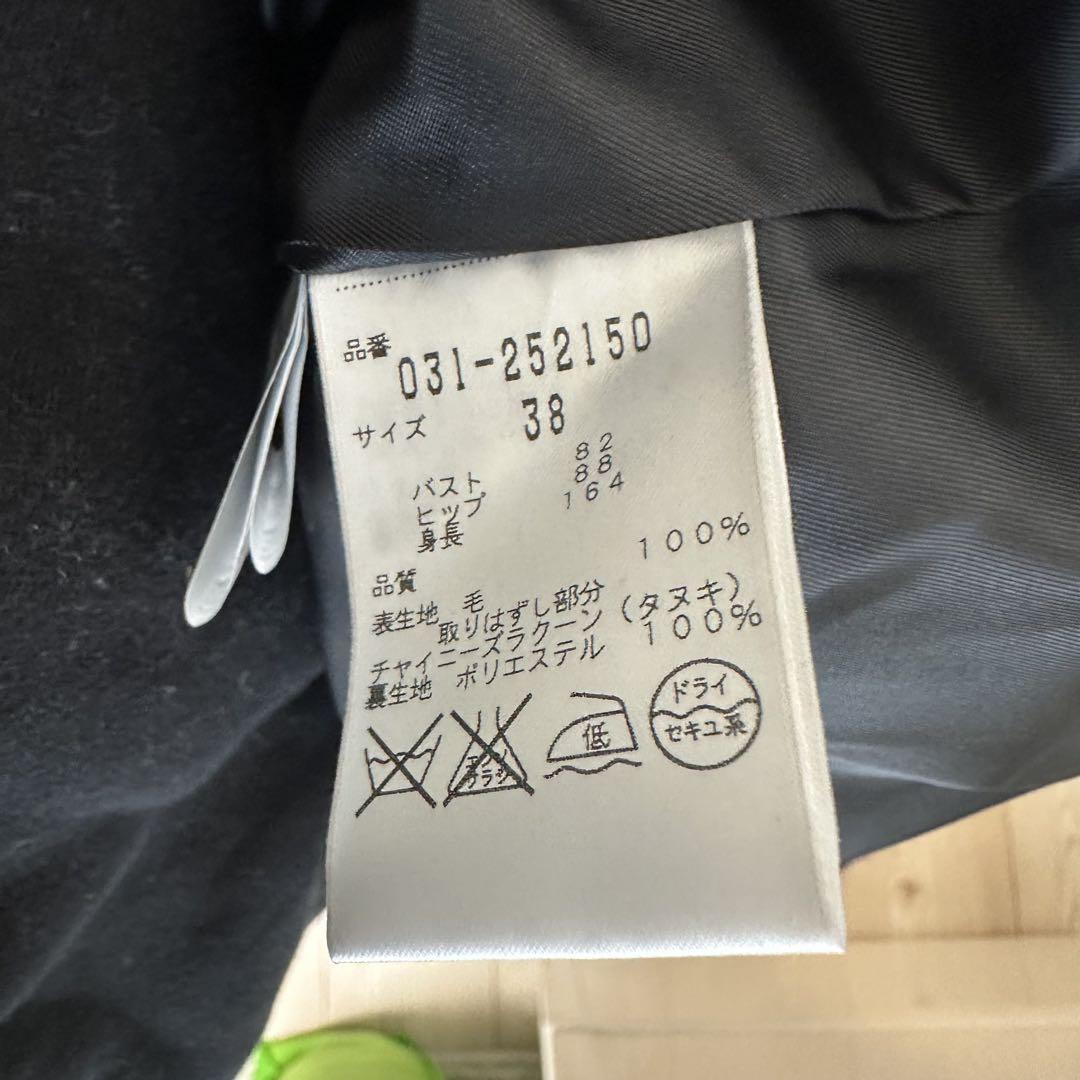 品番 031-252150
サイズ 38
バスト 82
ヒップ 88
身長 164
品質
表生地 毛 100%
取りはずし部分
チャイニーズラクーン(タヌキ)
裏生地 ポリエステル 100%
エンソ
低
ドライ
セキユ系